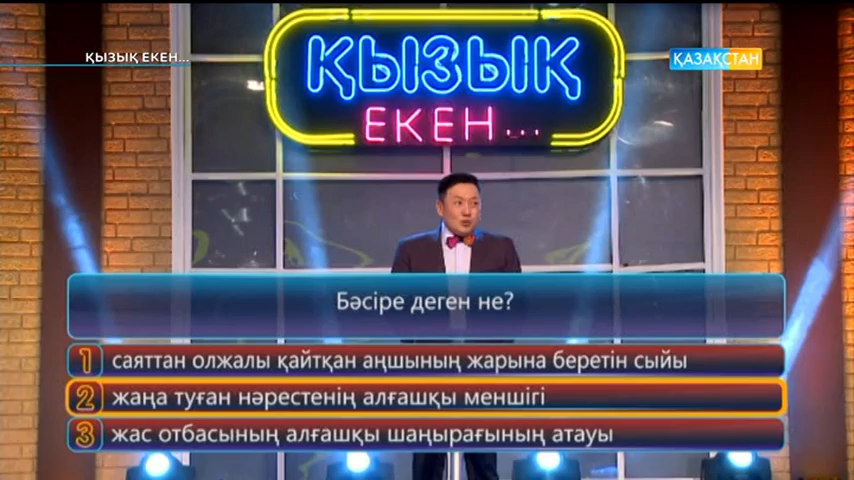 ҚЫЗЫҚ ЕКЕН...
ҚЫЗЫҚ
ЕКЕН...
ҚАЗАҚСТАН
Бәсіре деген не?
1 саяттан олжалы қайтқан аңшының жарына беретін сыйы
2 жаңа туған нәрестенің алғашқы меншігі
3 жас отбасының алғашқы шаңырағының атауы